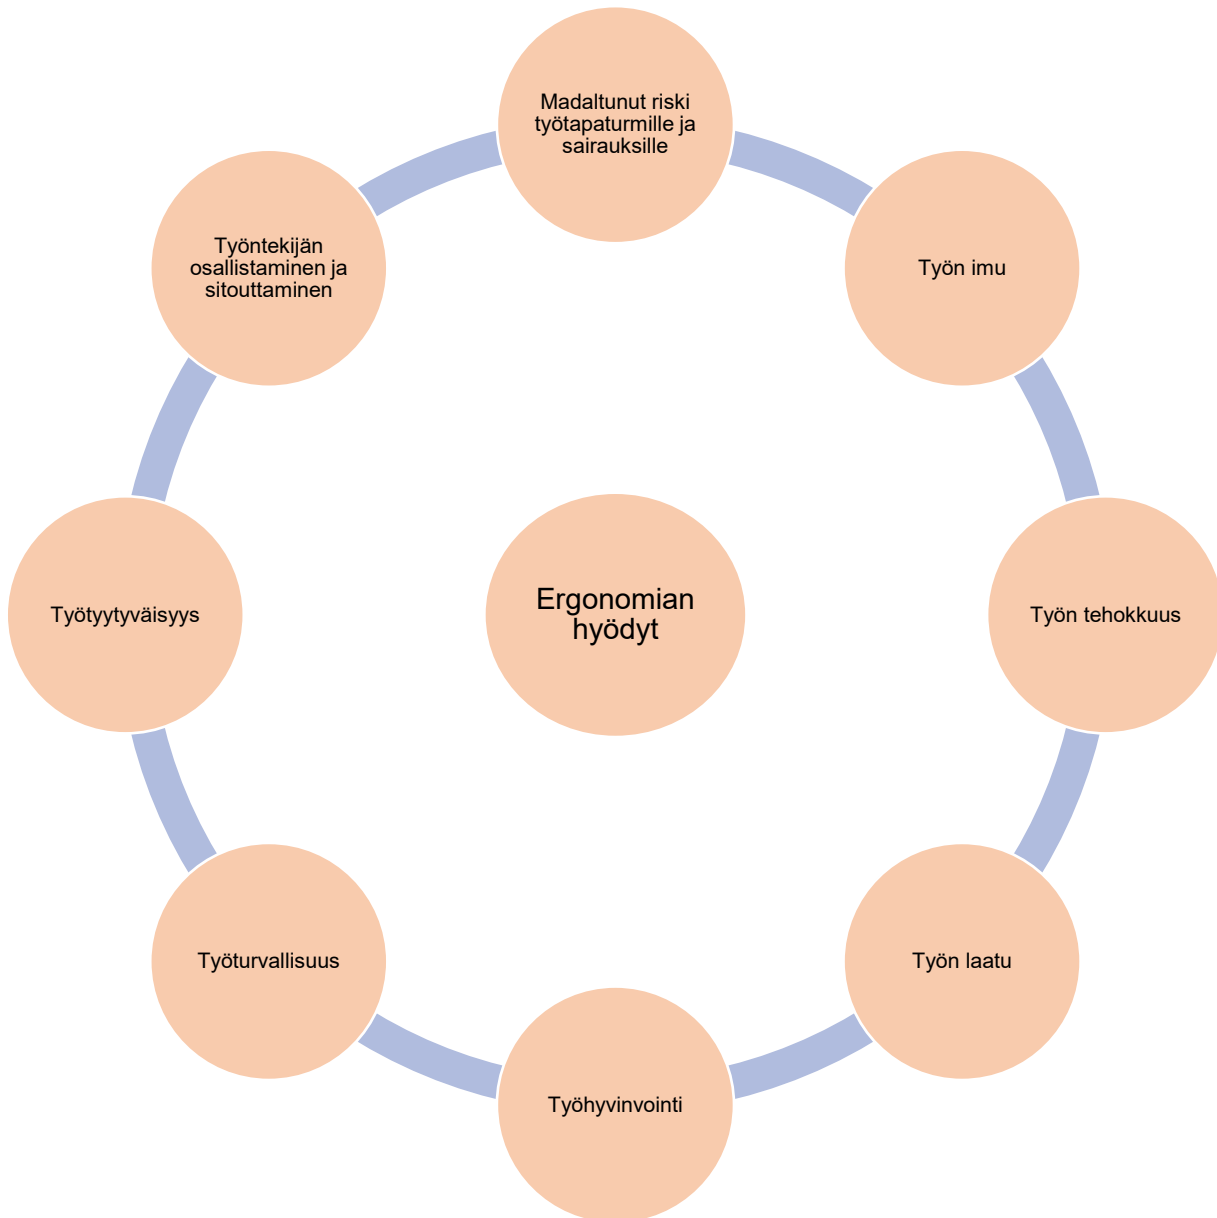 Madaltunut riski
työtapaturmille ja
sairauksille
Työn imu
Työn tehokkuus
Työn laatu
Työhyvinvointi
Työturvallisuus
Työtyytyväisyys
Työntekijän
osallistaminen ja
sitouttaminen
Ergonomian
hyödyt